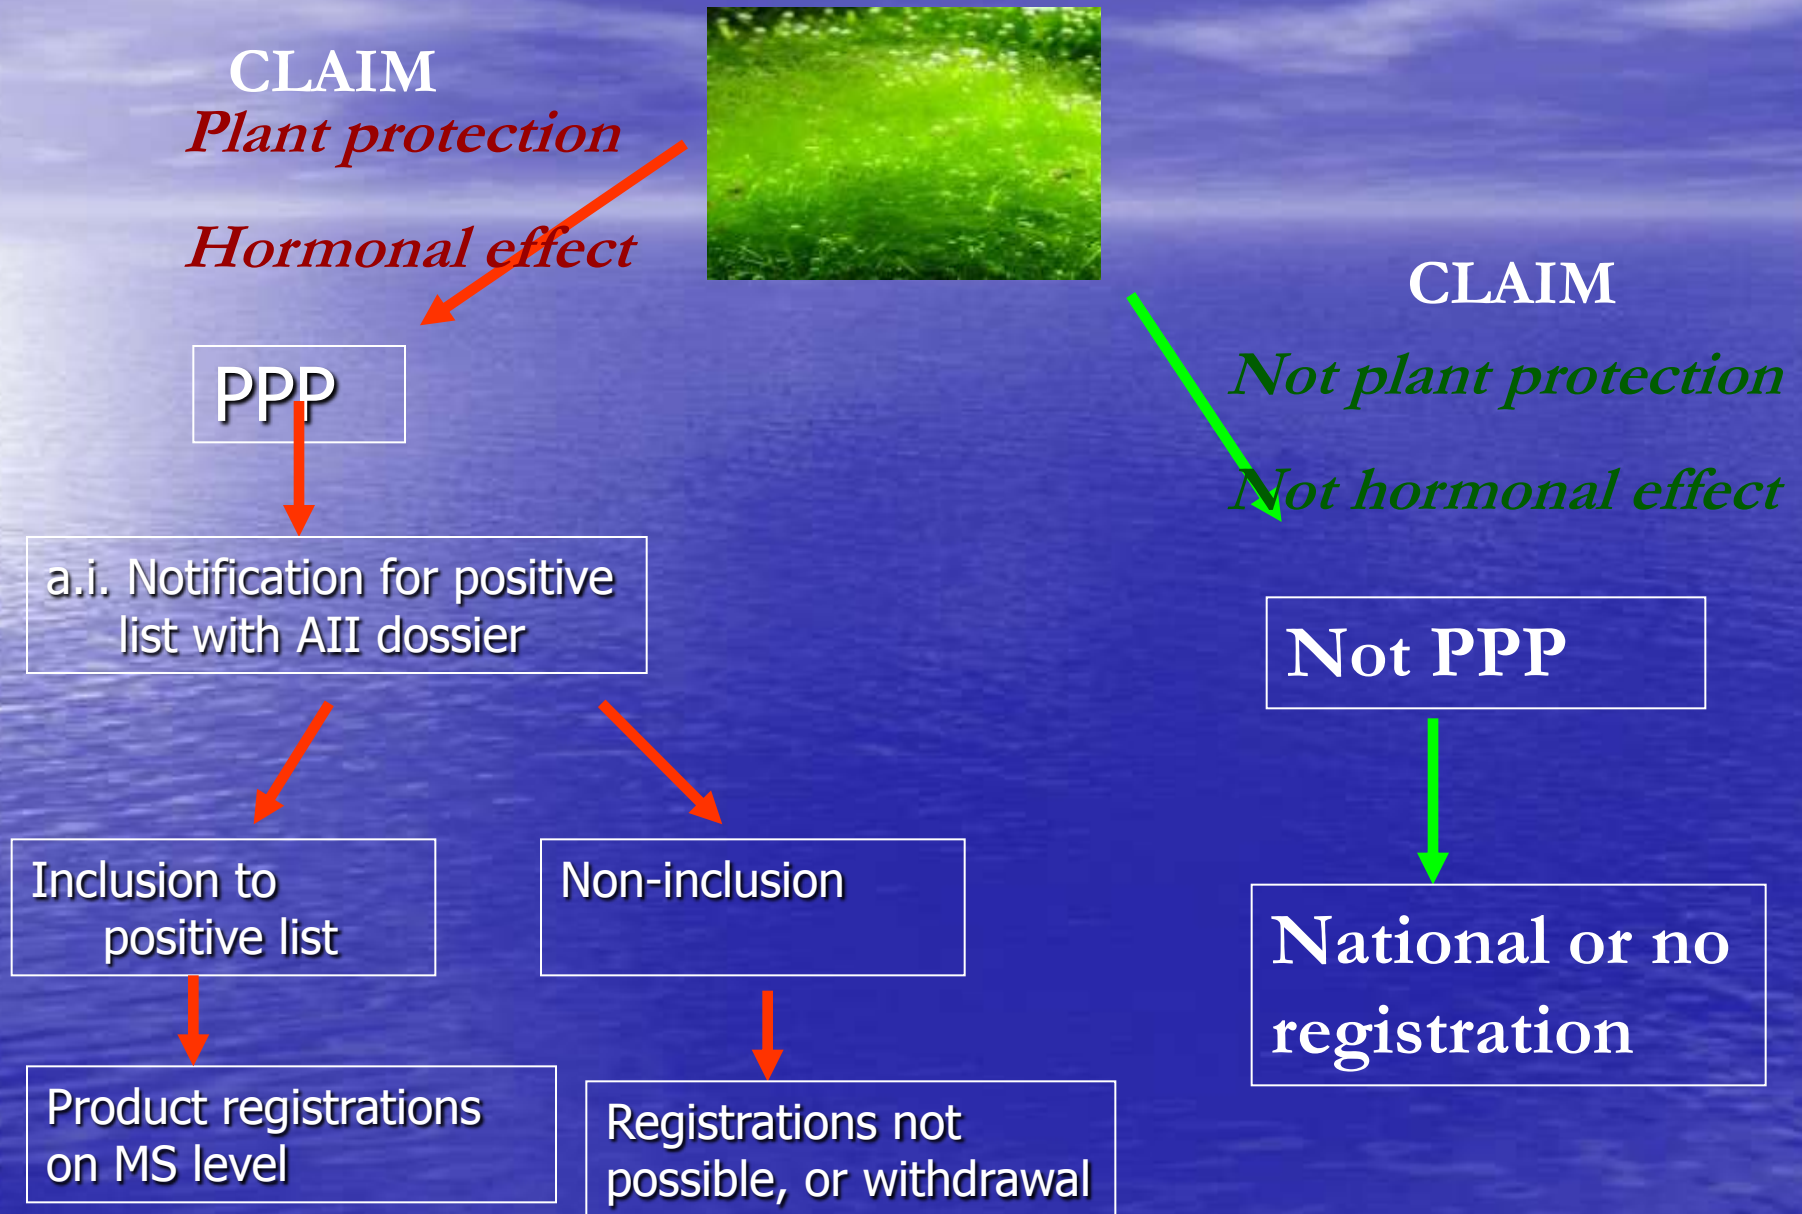 CLAIM
Plant protection
Hormonal effect
PPP
a.i. Notification for positive
list with AII dossier
Inclusion to
positive list
Non-inclusion
Product registrations
on MS level
Registrations not
possible, or withdrawal
CLAIM
Not plant protection
Not hormonal effect
Not PPP
National or no
registration